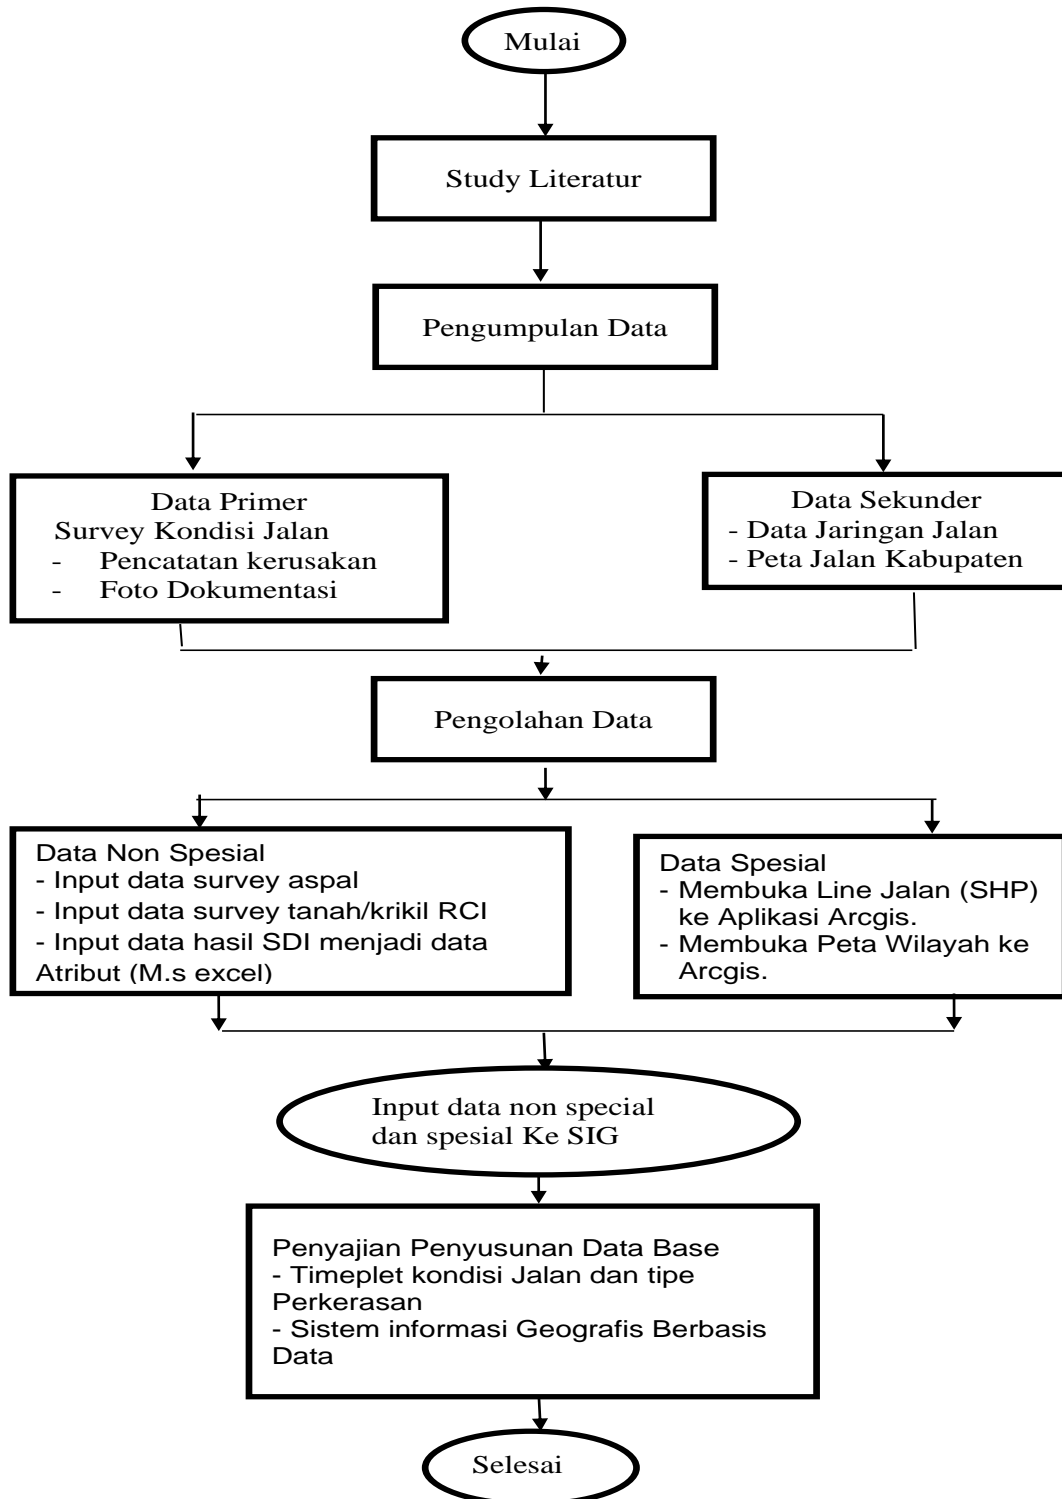 Mulai
Study Literatur
Pengumpulan Data
Data Primer
Survey Kondisi Jalan
- Pencatatan kerusakan
- Foto Dokumentasi
Data Sekunder
- Data Jaringan Jalan
- Peta Jalan Kabupaten
Pengolahan Data
Data Non Spesial
- Input data survey aspal
- Input data survey tanah/krikil RCI
- Input data hasil SDI menjadi data
Atribut (M.s excel)
Data Spesial
- Membuka Line Jalan (SHP)
ke Aplikasi Arcgis.
- Membuka Peta Wilayah ke
Arcgis.
Input data non special
dan spesial Ke SIG
Penyajian Penyusunan Data Base
- Timeplet kondisi Jalan dan tipe
Perkerasan
- Sistem informasi Geografis Berbasis
Data
Selesai